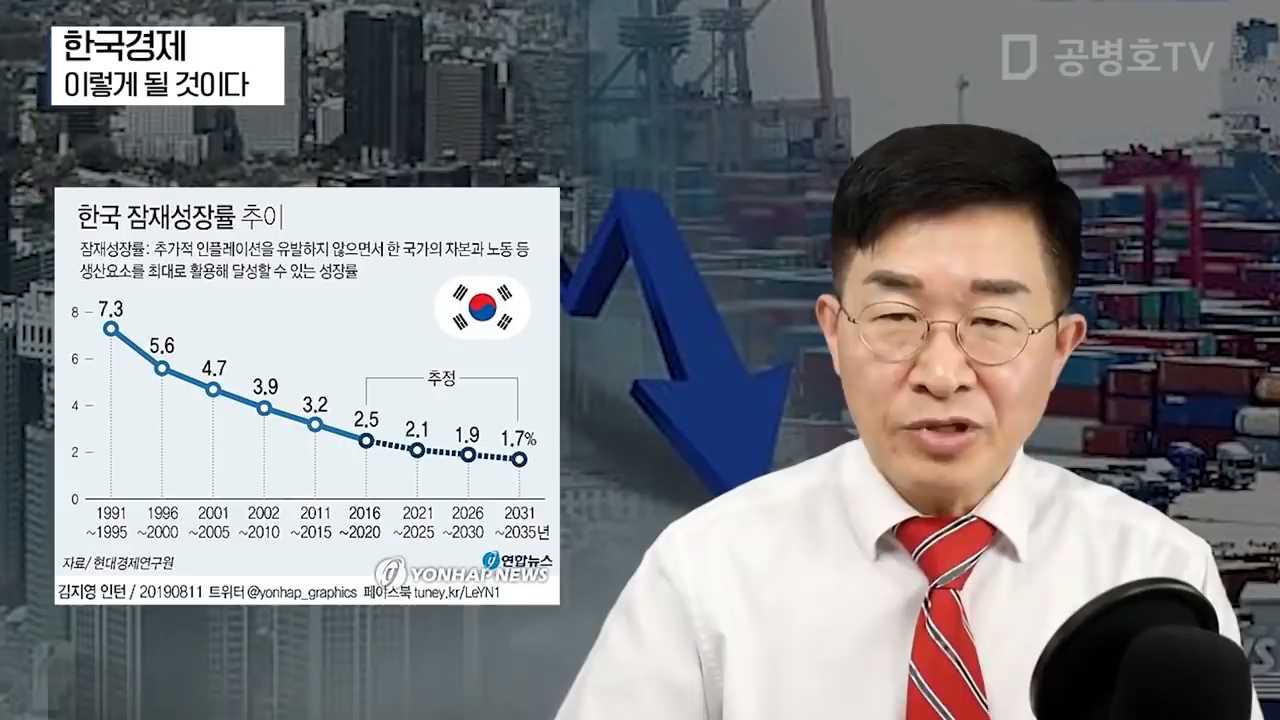 한국경제
이렇게 될 것이다
공병호TV
한국 잠재성장률 추이
잠재성장률: 추가적 인플레이션을 유발하지 않으면서 한 국가의 자본과 노동 등
생산요소를 최대로 활용해 달성할 수 있는 성장률
8
7.3
6
5.6
4.7
4
3.9
3.2
추정
2.5
2.1
1.9
1.7%
2
0
1991 1996 2001 2002 2011 2016 2021 2026 2031
~1995 ~2000 ~2005 ~2010 ~2015 ~2020 ~2025 ~2030 ~2035년
자료/현대경제연구원
연합뉴스
YONHAP NEWS
김지영 인턴 / 20190811 트위터 @yonhap_graphics 페이스북 tuney.kr/LeYN1